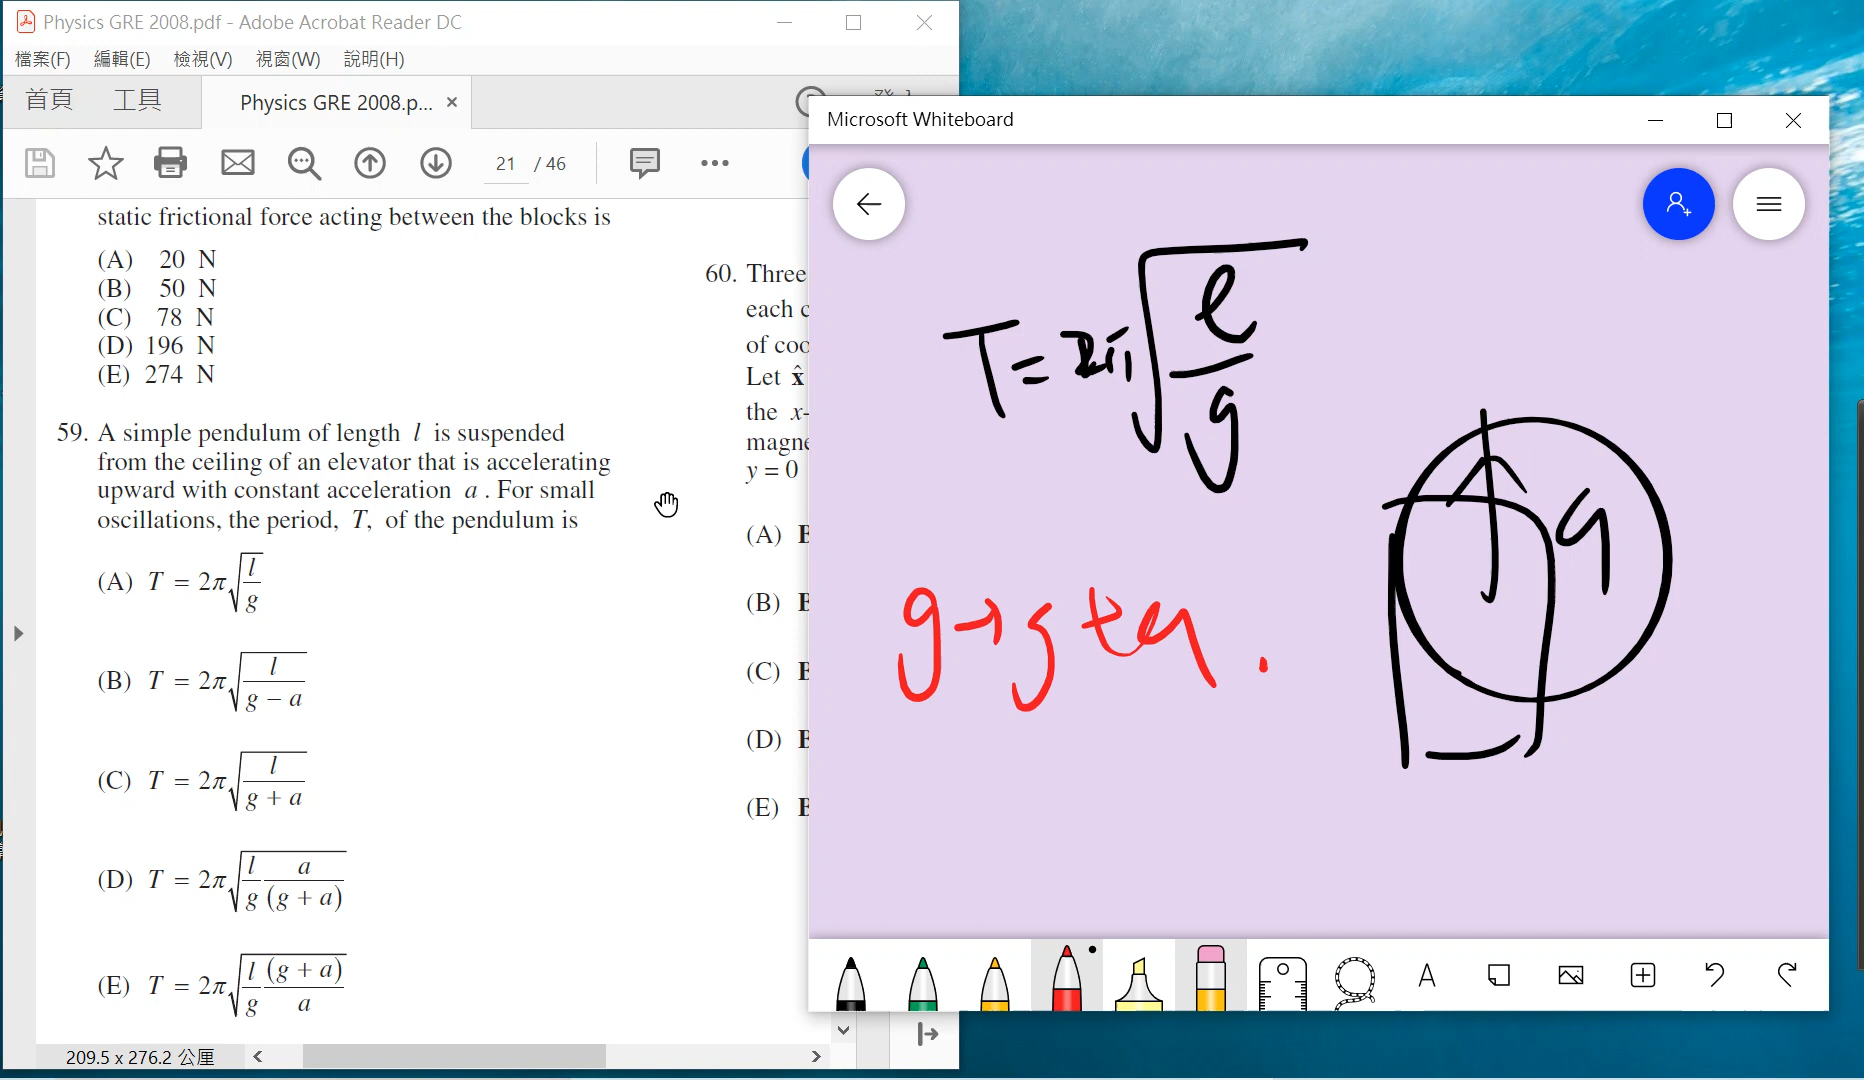 Physics GRE 2008.pdf - Adobe Acrobat Reader DC
檔案(F) 編輯(E) 檢視(V) 視窗(W) 說明(H)
首頁 工具 Physics GRE 2008.p... ×
21 / 46
static frictional force acting between the blocks is
(A) 20 N
(B) 50 N
(C) 78 N
(D) 196 N
(E) 274 N
59. A simple pendulum of length l is suspended
from the ceiling of an elevator that is accelerating
upward with constant acceleration a . For small
oscillations, the period, T, of the pendulum is
(A) T = 2π√(l/g)
(B) T = 2π√(l/(g − a))
(C) T = 2π√(l/(g + a))
(D) T = 2π√(l/g a/(g + a))
(E) T = 2π√(l/g (g + a)/a)
209.5 x 276.2 公厘
60. Three
each
of
Let x̂
the x-
y = 0
(A)
(B)
(C)
(D)
(E)
Microsoft Whiteboard
T = 2π√(l/g)
a
g → g + a .
A